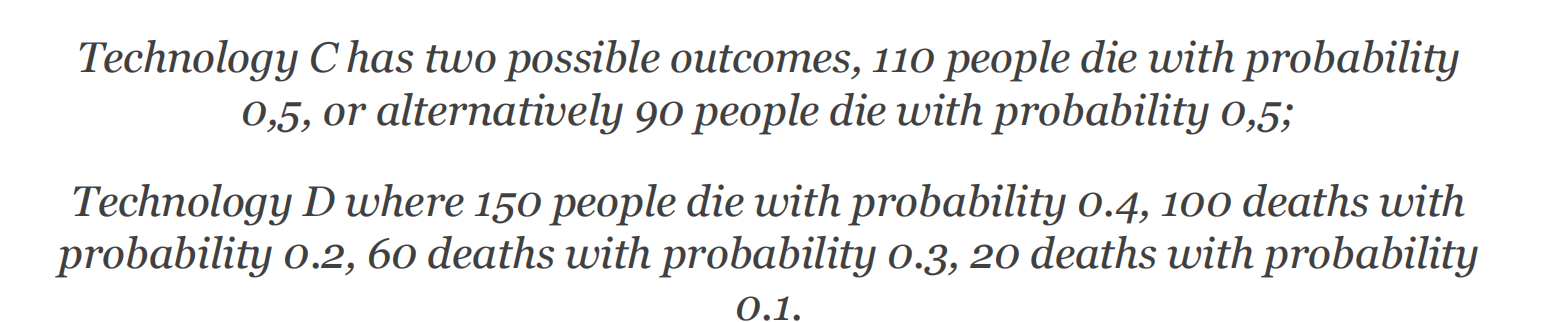 Technology C has two possible outcomes, 110 people die with probability
0,5, or alternatively 90 people die with probability 0,5;
Technology D where 150 people die with probability 0.4, 100 deaths with
probability 0.2, 60 deaths with probability 0.3, 20 deaths with probability
0.1.